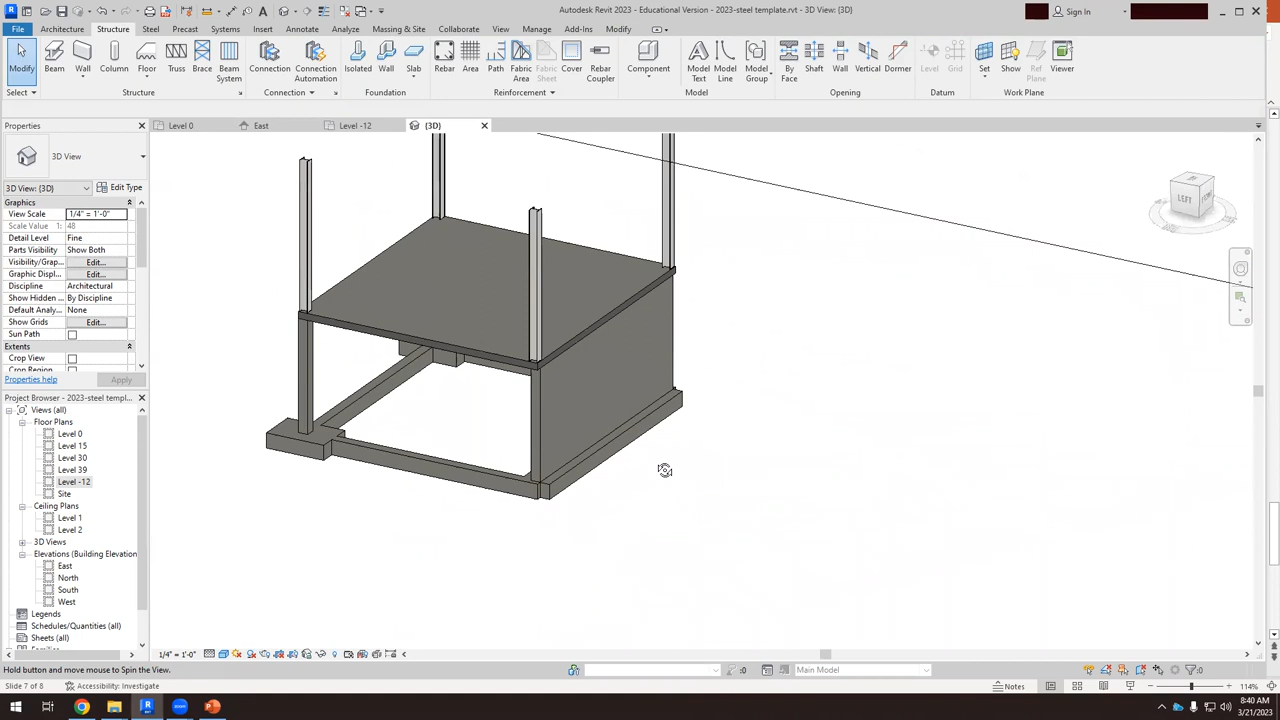 Autodesk Revit 2023 - Educational Version - 2023-steel template.rvt - 3D View: {3D}
Sign In
File Architecture Structure Steel Precast Systems Insert Annotate Analyze Massing & Site Collaborate View Manage Add-Ins Modify
Modify Beam Wall Column Floor Truss Brace Beam System Connection Connection Automation Isolated Wall Slab Rebar Area Path Fabric Area Fabric Sheet Cover Rebar Coupler Component Model Text Model Line Model Group By Face Shaft Wall Vertical Dormer Level Grid Set Show Ref Plane Viewer
Select Structure Connection Foundation Reinforcement Model Opening Datum Work Plane
Properties
Level 0 East Level -12 {3D}
3D View
3D View: {3D} Edit Type
Graphics
View Scale 1/4" = 1'-0"
Scale Value 1: 48
Detail Level Fine
Parts Visibility Show Both
Visibility/Grap... Edit...
Graphic Displ... Edit...
Discipline Architectural
Show Hidden ... By Discipline
Default Analy... None
Show Grids Edit...
Sun Path
Extents
Crop View
Crop Region
Properties help Apply
LEFT
Project Browser - 2023-steel templ...
Views (all)
Floor Plans
Level 0
Level 15
Level 30
Level 39
Level -12
Site
Ceiling Plans
Level 1
Level 2
3D Views
Elevations (Building Elevation
East
North
South
West
Legends
Schedules/Quantities (all)
Sheets (all)
1/4" = 1'-0"
Hold button and move mouse to Spin the View.
:0 Main Model :0
Slide 7 of 8 Accessibility: Investigate Notes 114%
8:40 AM
3/21/2023